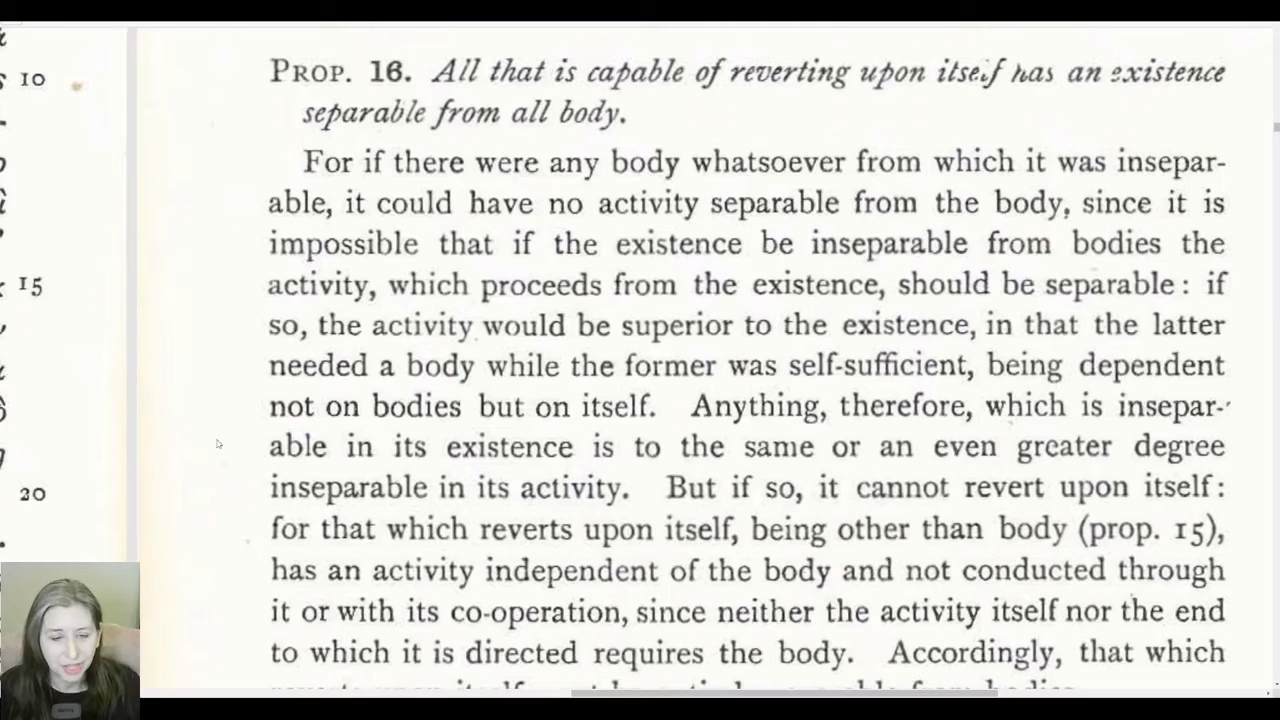 10
15
20
PROP. 16. All that is capable of reverting upon itself has an existence
separable from all body.
For if there were any body whatsoever from which it was insepar-
able, it could have no activity separable from the body, since it is
impossible that if the existence be inseparable from bodies the
activity, which proceeds from the existence, should be separable : if
so, the activity would be superior to the existence, in that the latter
needed a body while the former was self-sufficient, being dependent
not on bodies but on itself. Anything, therefore, which is insepar-
able in its existence is to the same or an even greater degree
inseparable in its activity. But if so, it cannot revert upon itself :
for that which reverts upon itself, being other than body (prop. 15),
has an activity independent of the body and not conducted through
it or with its co-operation, since neither the activity itself nor the end
to which it is directed requires the body. Accordingly, that which